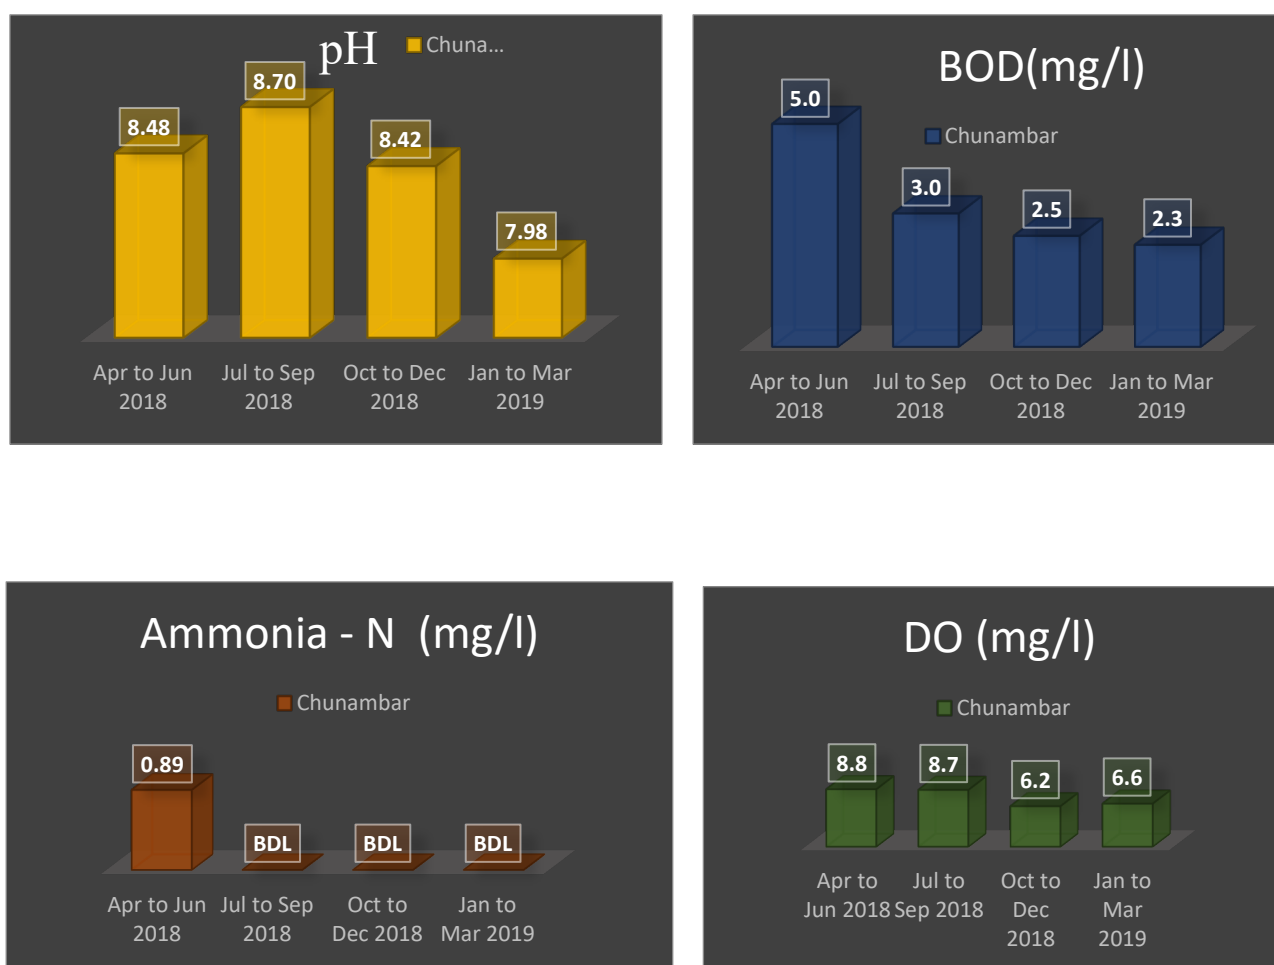 pH
Chuna...
8.48
8.70
8.42
7.98
Apr to Jun
2018
Jul to Sep
2018
Oct to Dec
2018
Jan to Mar
2019
BOD(mg/l)
Chunambar
5.0
3.0
2.5
2.3
Apr to Jun
2018
Jul to Sep
2018
Oct to Dec
2018
Jan to Mar
2019
Ammonia - N (mg/l)
Chunambar
0.89
BDL
BDL
BDL
Apr to Jun
2018
Jul to Sep
2018
Oct to
Dec 2018
Jan to
Mar 2019
DO (mg/l)
Chunambar
8.8
8.7
6.2
6.6
Apr to
Jun 2018
Jul to
Sep 2018
Oct to
Dec
2018
Jan to
Mar
2019